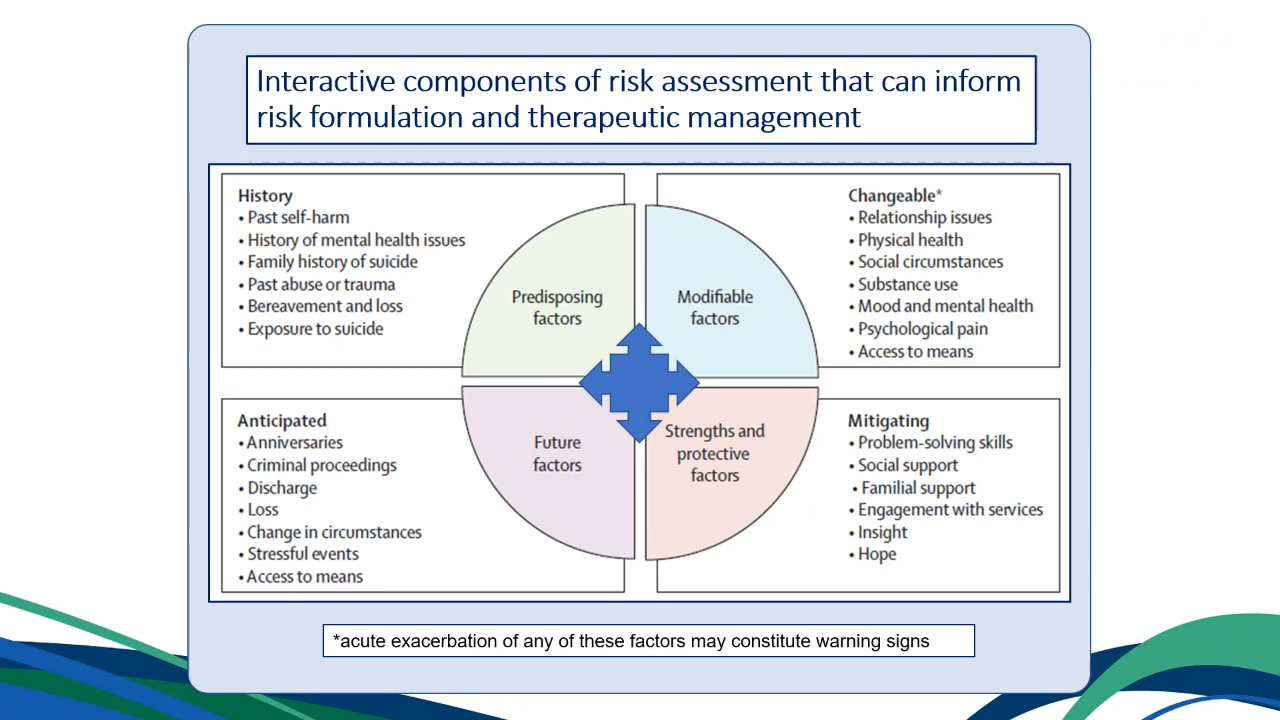 Interactive components of risk assessment that can inform
risk formulation and therapeutic management
History
• Past self-harm
• History of mental health issues
• Family history of suicide
• Past abuse or trauma
• Bereavement and loss
• Exposure to suicide
Predisposing
factors
Modifiable
factors
Changeable*
• Relationship issues
• Physical health
• Social circumstances
• Substance use
• Mood and mental health
• Psychological pain
• Access to means
Anticipated
• Anniversaries
• Criminal proceedings
• Discharge
• Loss
• Change in circumstances
• Stressful events
• Access to means
Future
factors
Strengths and
protective
factors
Mitigating
• Problem-solving skills
• Social support
• Familial support
• Engagement with services
• Insight
• Hope
*acute exacerbation of any of these factors may constitute warning signs